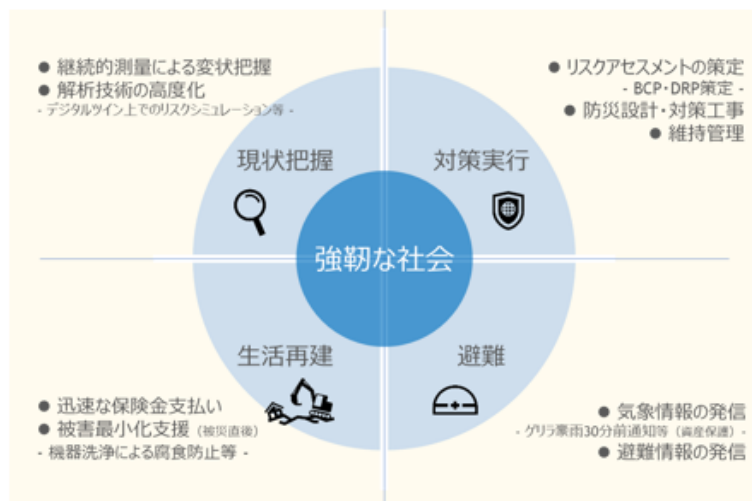 ● 継続的測量による変状把握
● 解析技術の高度化
- デジタルツイン上でのリスクシミュレーション等 -
現状把握
● リスクアセスメントの策定
- BCP・DRP策定 -
● 防災設計・対策工事
● 維持管理
対策実行
強靭な社会
生活再建
● 迅速な保険金支払い
● 被害最小化支援（被災直後）
- 機器洗浄による腐食防止等 -
避難
● 気象情報の発信
- ゲリラ豪雨30分前通知等（資産保護） -
● 避難情報の発信